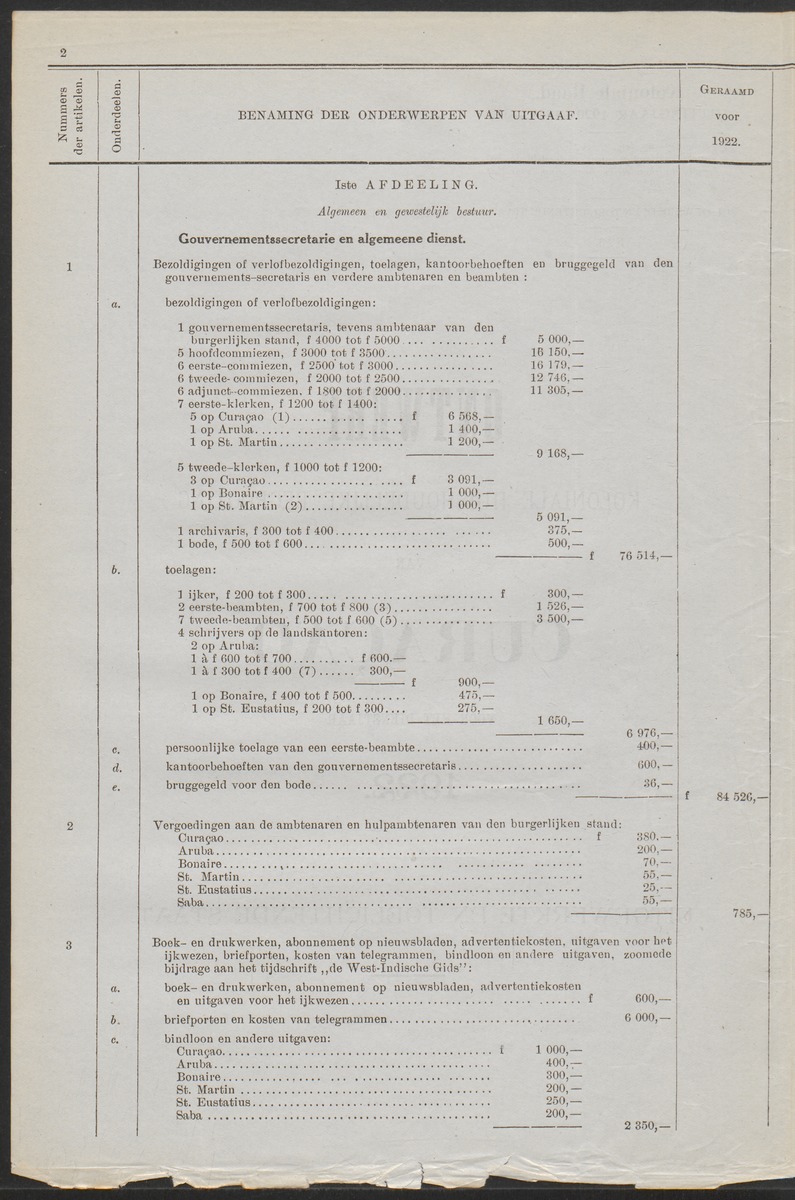 2
Nummers der artikelen.
Onderdeelen.
BENAMING DER ONDERWERPEN VAN UITGAAF.
GERAAMD
voor
1922.
Iste AFDEELING.
Algemeen en gewestelijk bestuur.
Gouvernementssecretarie en algemeene dienst.
1 Bezoldigingen of verlofbezoldigingen, toelagen, kantoorbehoeften en bruggegeld van den
gouvernements-secretaris en verdere ambtenaren en beambten :
a. bezoldigingen of verlofbezoldigingen:
1 gouvernementssecretaris, tevens ambtenaar van den
burgerlijken stand, f 4000 tot f 5000 ... f 5 000,—
5 hoofdcommiezen, f 3000 tot f 3500 ... 16 150,—
6 eerste-commiezen, f 2500 tot f 3000 ... 16 179,—
6 tweede-commiezen, f 2000 tot f 2500 ... 12 746,—
6 adjunct-commiezen, f 1800 tot f 2000 ... 11 305,—
7 eerste-klerken, f 1200 tot f 1400:
5 op Curaçao (1) ... f 6 568,—
1 op Aruba ... 1 400,—
1 op St. Martin ... 1 200,—
9 168,—
5 tweede-klerken, f 1000 tot f 1200:
3 op Curaçao ... f 3 091,—
1 op Bonaire ... 1 000,—
1 op St. Martin (2) ... 1 000,—
5 091,—
1 archivaris, f 300 tot f 400 ... 375,—
1 bode, f 500 tot f 600 ... 500,—
f 76 514,—
b. toelagen:
1 ijker, f 200 tot f 300 ... f 300,—
2 eerste-beambten, f 700 tot f 800 (3) ... 1 526,—
7 tweede-beambten, f 500 tot f 600 (5) ... 3 500,—
4 schrijvers op de landskantoren:
2 op Aruba:
1 à f 600 tot f 700 ... f 600.—
1 à f 300 tot f 400 (7) ... 300,—
f 900,—
1 op Bonaire, f 400 tot f 500 ... 475,—
1 op St. Eustatius, f 200 tot f 300 ... 275,—
1 650,—
6 976,—
c. persoonlijke toelage van een eerste-beambte ... 400,—
d. kantoorbehoeften van den gouvernementssecretaris ... 600,—
e. bruggegeld voor den bode ... 36,—
f 84 526,—
2 Vergoedingen aan de ambtenaren en hulpambtenaren van den burgerlijken stand:
Curaçao ... f 380.—
Aruba ... 200,—
Bonaire ... 70,—
St. Martin ... 55,—
St. Eustatius ... 25,—
Saba ... 55,—
785,—
3 Boek- en drukwerken, abonnement op nieuwsbladen, advertentiekosten, uitgaven voor het
ijkwezen, briefporten, kosten van telegrammen, bindloon en andere uitgaven, zoomede
bijdrage aan het tijdschrift ,,de West-Indische Gids":
a. boek- en drukwerken, abonnement op nieuwsbladen, advertentiekosten
en uitgaven voor het ijkwezen ... f 600,—
b. briefporten en kosten van telegrammen ... 6 000,—
c. bindloon en andere uitgaven:
Curaçao ... f 1 000,—
Aruba ... 400,—
Bonaire ... 300,—
St. Martin ... 200,—
St. Eustatius ... 250,—
Saba ... 200,—
2 350,—